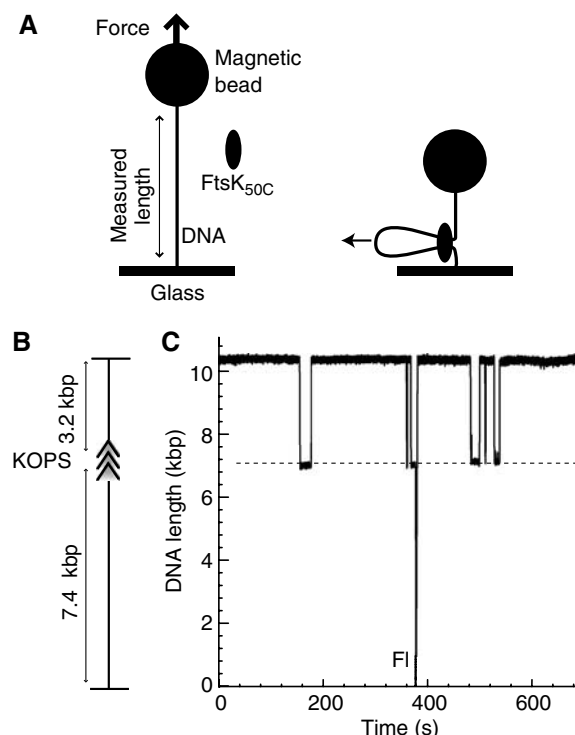 A
Force
Magnetic
bead
Measured
length
FtsK50C
DNA
Glass
B
3.2 kbp
KOPS
7.4 kbp
C
DNA length (kbp)
10
8
6
4
2
0
Fl
0
200
400
600
Time (s)